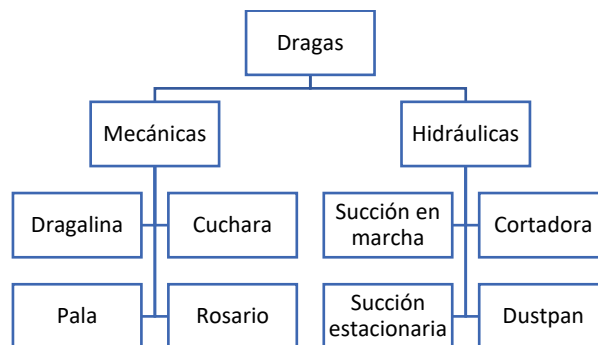 Dragas
Mecánicas
Hidráulicas
Dragalina
Cuchara
Succión en
marcha
Cortadora
Pala
Rosario
Succión
estacionaria
Dustpan